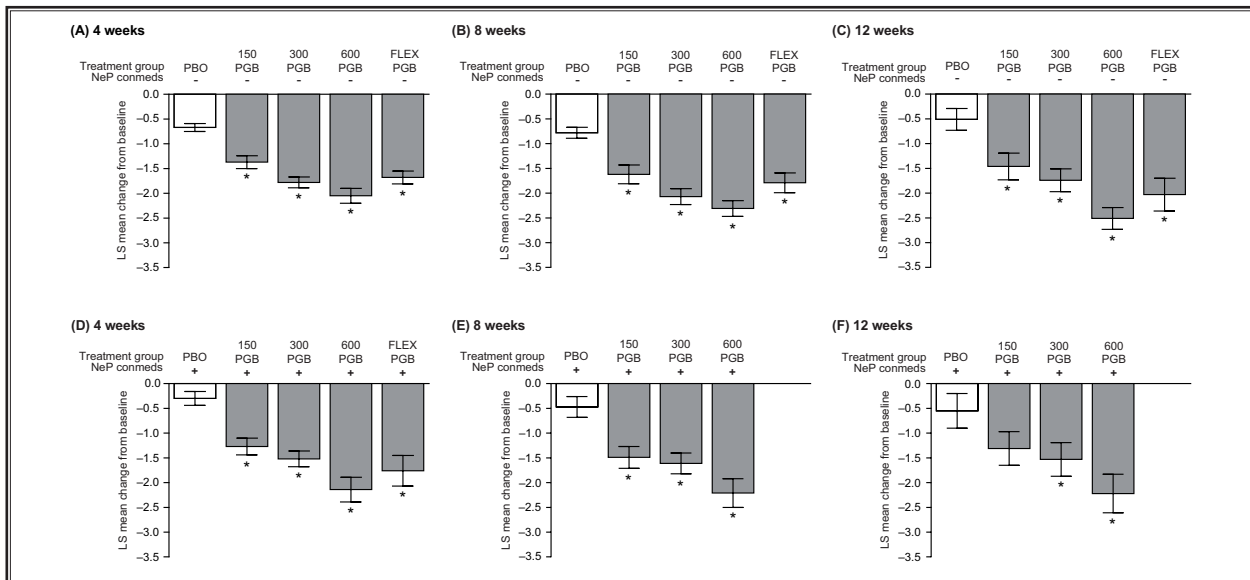 (A) 4 weeks
150 300 600 FLEX
Treatment group PBO PGB PGB PGB PGB
NeP conmeds - - - - -
0.0
–0.5
–1.0
–1.5
–2.0
–2.5
–3.0
–3.5
LS mean change from baseline
* * * *
(B) 8 weeks
150 300 600 FLEX
Treatment group PBO PGB PGB PGB PGB
NeP conmeds - - - - -
0.0
–0.5
–1.0
–1.5
–2.0
–2.5
–3.0
–3.5
LS mean change from baseline
* * * *
(C) 12 weeks
150 300 600 FLEX
Treatment group PBO PGB PGB PGB PGB
NeP conmeds - - - - -
0.0
–0.5
–1.0
–1.5
–2.0
–2.5
–3.0
–3.5
LS mean change from baseline
* * * *
(D) 4 weeks
150 300 600 FLEX
Treatment group PBO PGB PGB PGB PGB
NeP conmeds + + + + +
0.0
–0.5
–1.0
–1.5
–2.0
–2.5
–3.0
–3.5
LS mean change from baseline
* * * *
(E) 8 weeks
150 300 600
Treatment group PBO PGB PGB PGB
NeP conmeds + + + +
0.0
–0.5
–1.0
–1.5
–2.0
–2.5
–3.0
–3.5
LS mean change from baseline
* * *
(F) 12 weeks
150 300 600
Treatment group PBO PGB PGB PGB
NeP conmeds + + + +
0.0
–0.5
–1.0
–1.5
–2.0
–2.5
–3.0
–3.5
LS mean change from baseline
* *